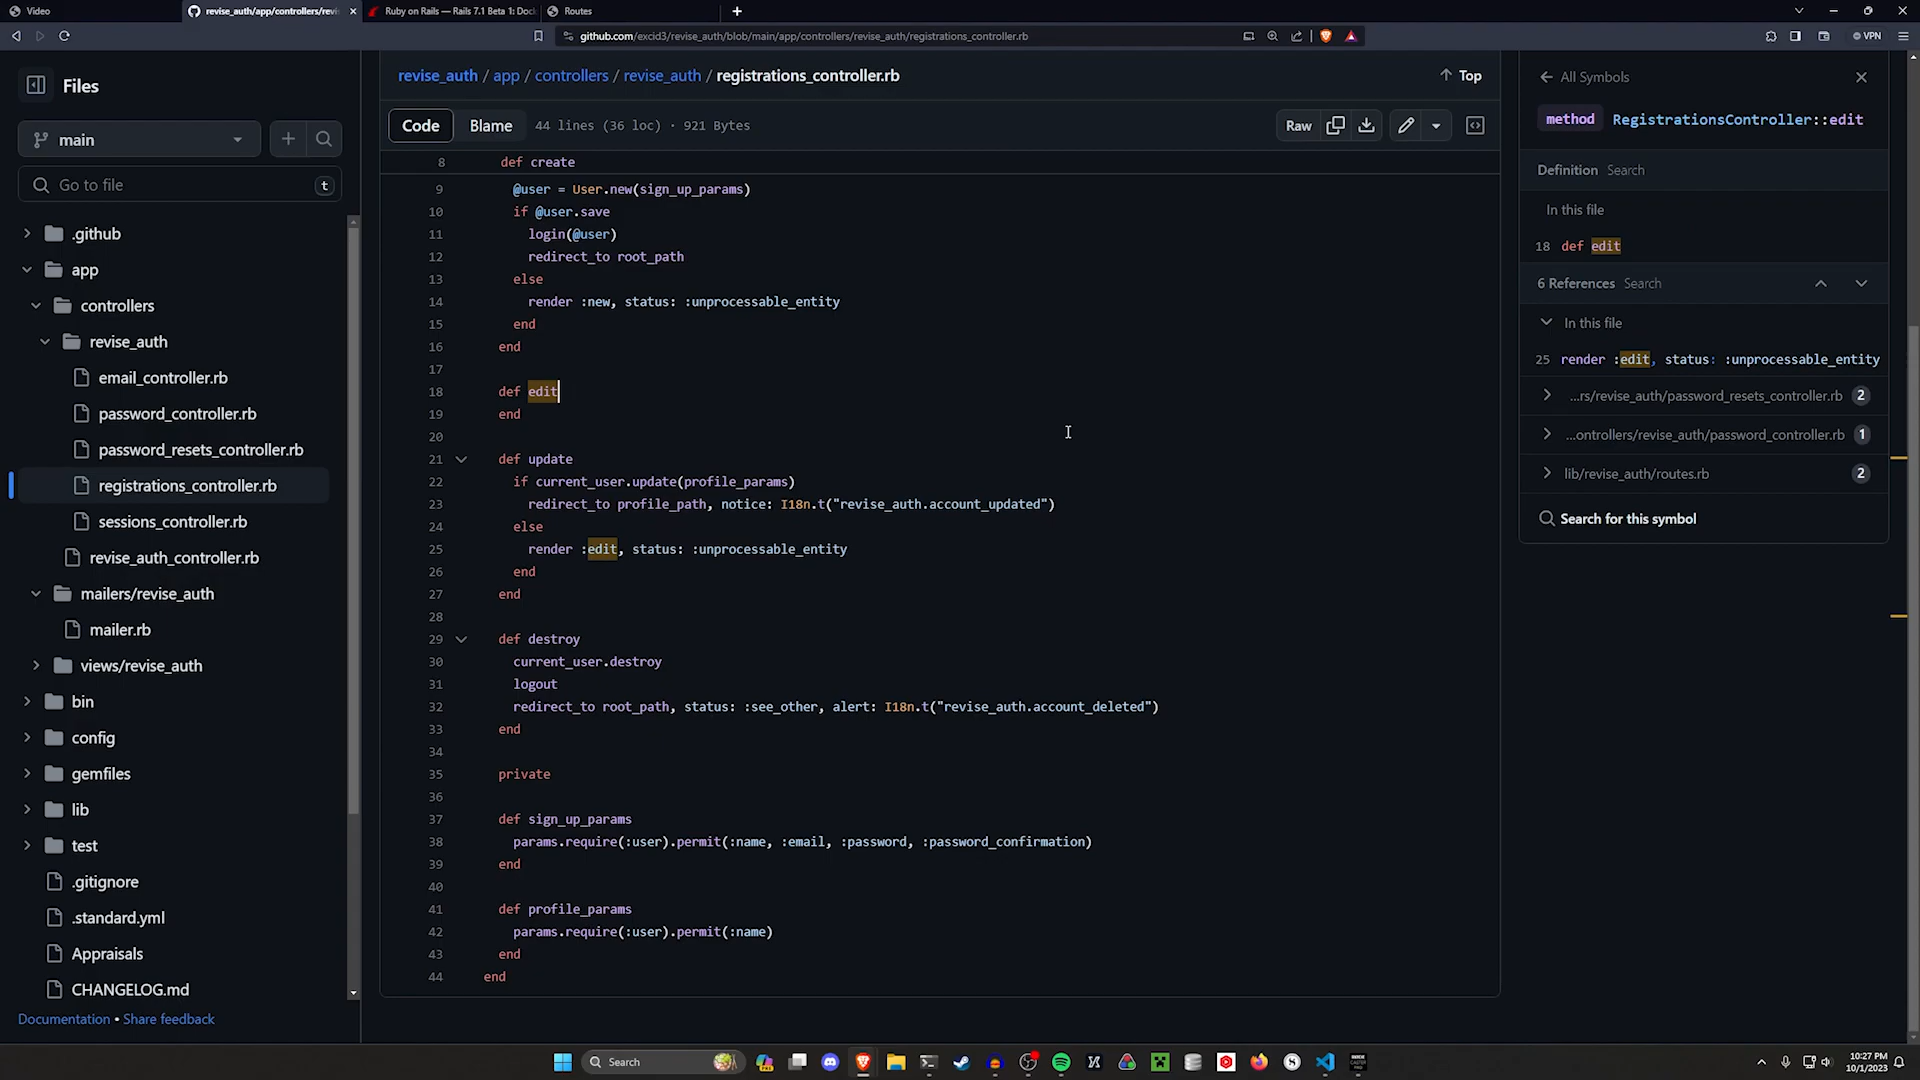 Video
revise_auth/app/controllers/revi
Ruby on Rails — Rails 7.1 Beta 1: Doc
Routes
github.com/excid3/revise_auth/blob/main/app/controllers/revise_auth/registrations_controller.rb
VPN
Files
main
Go to file
t
.github
app
controllers
revise_auth
email_controller.rb
password_controller.rb
password_resets_controller.rb
registrations_controller.rb
sessions_controller.rb
revise_auth_controller.rb
mailers/revise_auth
mailer.rb
views/revise_auth
bin
config
gemfiles
lib
test
.gitignore
.standard.yml
Appraisals
CHANGELOG.md
Documentation • Share feedback
revise_auth / app / controllers / revise_auth / registrations_controller.rb
Top
Code Blame 44 lines (36 loc) · 921 Bytes
Raw
8 def create
9 @user = User.new(sign_up_params)
10 if @user.save
11 login(@user)
12 redirect_to root_path
13 else
14 render :new, status: :unprocessable_entity
15 end
16 end
17
18 def edit
19 end
20
21 def update
22 if current_user.update(profile_params)
23 redirect_to profile_path, notice: I18n.t("revise_auth.account_updated")
24 else
25 render :edit, status: :unprocessable_entity
26 end
27 end
28
29 def destroy
30 current_user.destroy
31 logout
32 redirect_to root_path, status: :see_other, alert: I18n.t("revise_auth.account_deleted")
33 end
34
35 private
36
37 def sign_up_params
38 params.require(:user).permit(:name, :email, :password, :password_confirmation)
39 end
40
41 def profile_params
42 params.require(:user).permit(:name)
43 end
44 end
All Symbols
method RegistrationsController::edit
Definition Search
In this file
18 def edit
6 References Search
In this file
25 render :edit, status: :unprocessable_entity
...rs/revise_auth/password_resets_controller.rb 2
...ontrollers/revise_auth/password_controller.rb 1
lib/revise_auth/routes.rb 2
Search for this symbol
Search
10:27 PM
10/1/2023